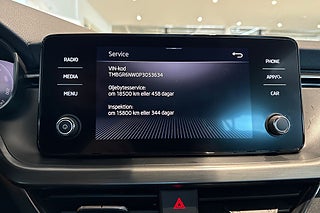 Service
RADIO
MEDIA
MENU
PHONE
APP/⌂
CAR
VIN-kod
TMBGR6NW0P3053634
Oljebytesservice:
om 18500 km eller 458 dagar
Inspektion:
om 15800 km eller 344 dagar